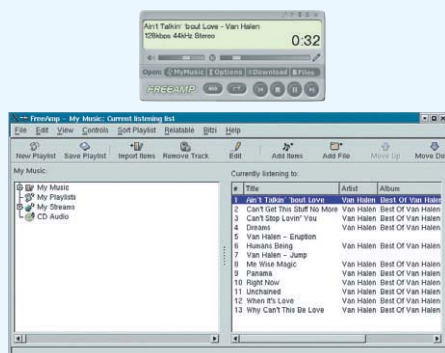 Ain't Talkin' 'bout Love - Van Halen
128kbps 44kHz Stereo
0:32
Open: MyMusic Options Download Files
FREEAMP
FreeAmp - My Music: Current listening list
File Edit View Controls Sort Playlist Relatable Bitzi Help
New Playlist Save Playlist Import Items Remove Track Edit Add Items Add File Move Up Move Do
My Music:
My Music
My Playlists
My Streams
CD Audio
Currently listening to:
# Title Artist Album
1 Ain't Talkin' 'bout Love Van Halen Best Of Van Halen
2 Can't Get This Stuff No More Van Halen Best Of Van Halen
3 Can't Stop Lovin' You Van Halen Best Of Van Halen
4 Dreams Van Halen Best Of Van Halen
5 Van Halen - Eruption
6 Humans Being Van Halen Best Of Van Halen
7 Van Halen - Jump
8 Me Wise Magic Van Halen Best Of Van Halen
9 Panama Van Halen Best Of Van Halen
10 Right Now Van Halen Best Of Van Halen
11 Unchained Van Halen Best Of Van Halen
12 When It's Love Van Halen Best Of Van Halen
13 Why Can't This Be Love Van Halen Best Of Van Halen